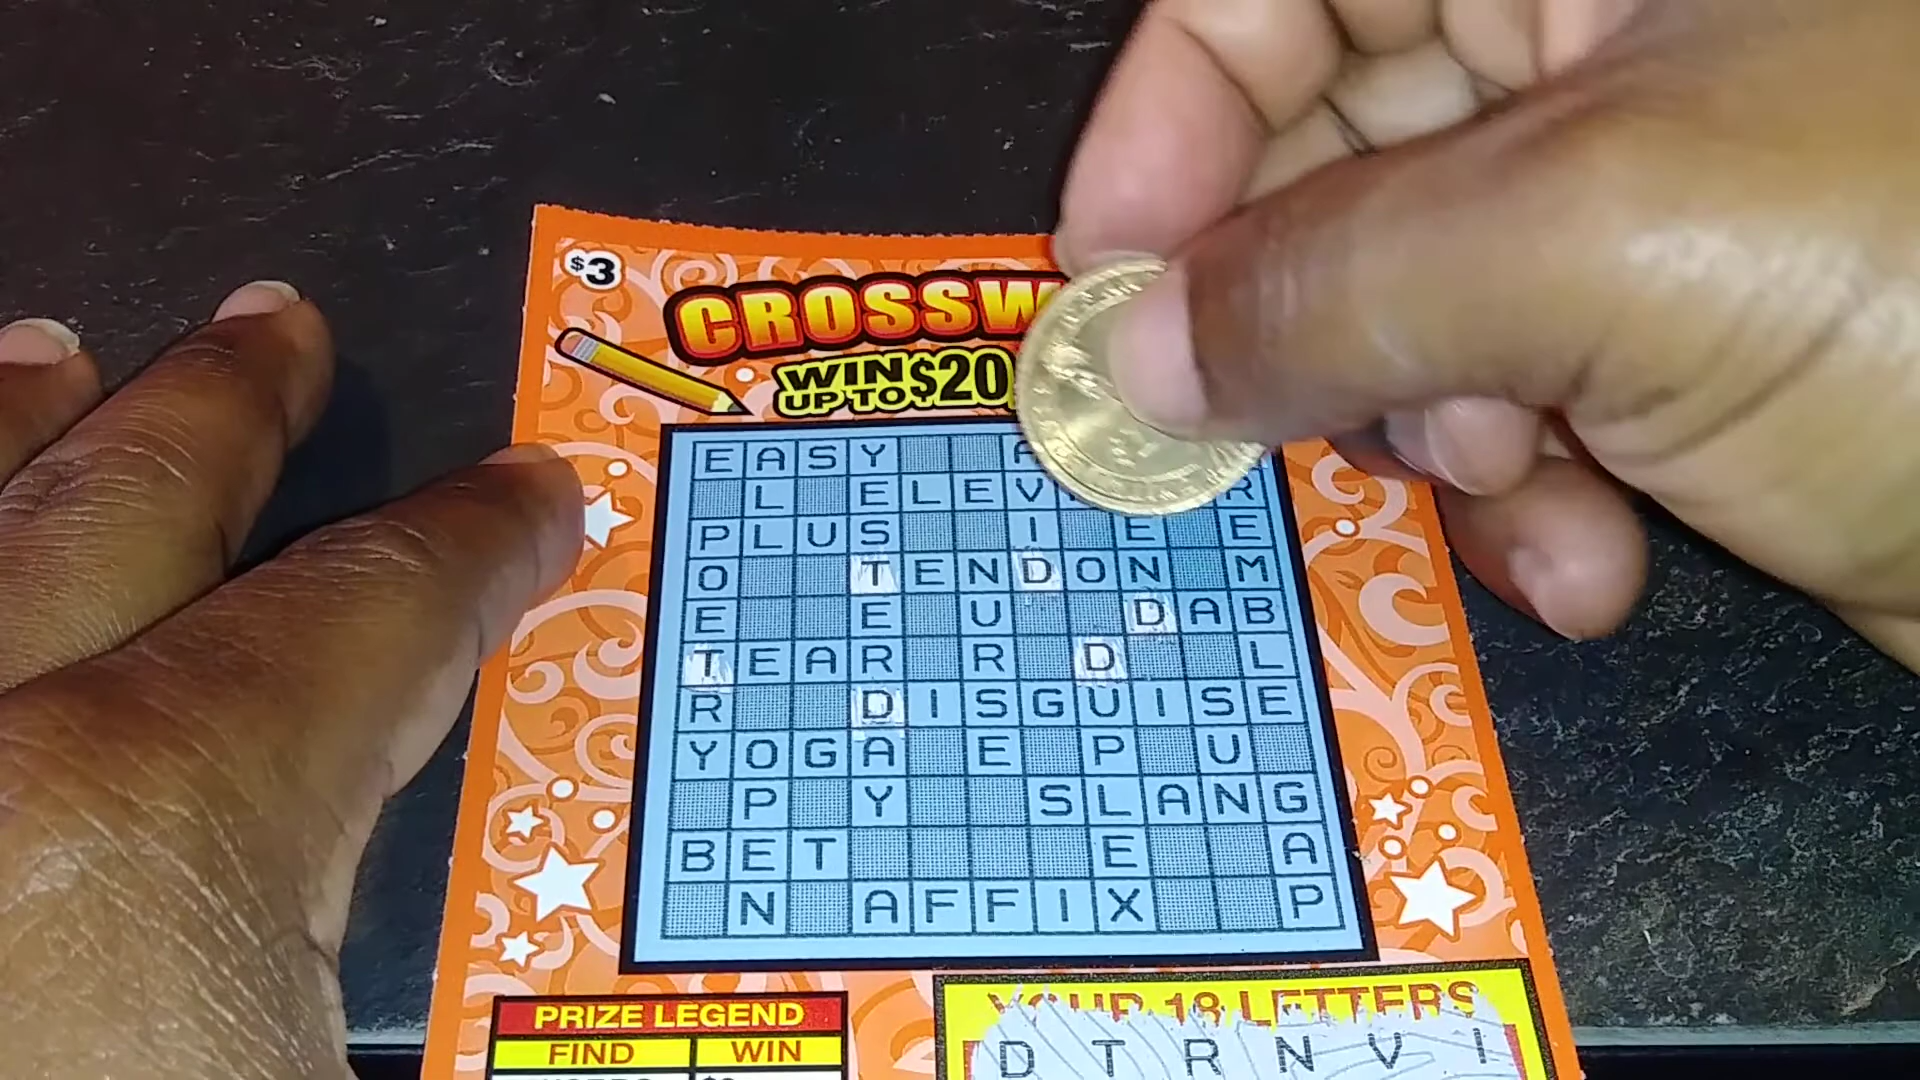 $3
CROSSW
WIN UP TO $20
EASY
L ELEV R
PLUS I E E
O TENDON M
E E U DAB
TEAR R D L
R DISGUISE
YOGA E P U
P Y SLANG
BET E A
N AFFIX P
PRIZE LEGEND
FIND WIN
YOUR 18 LETTERS
D T R N V I